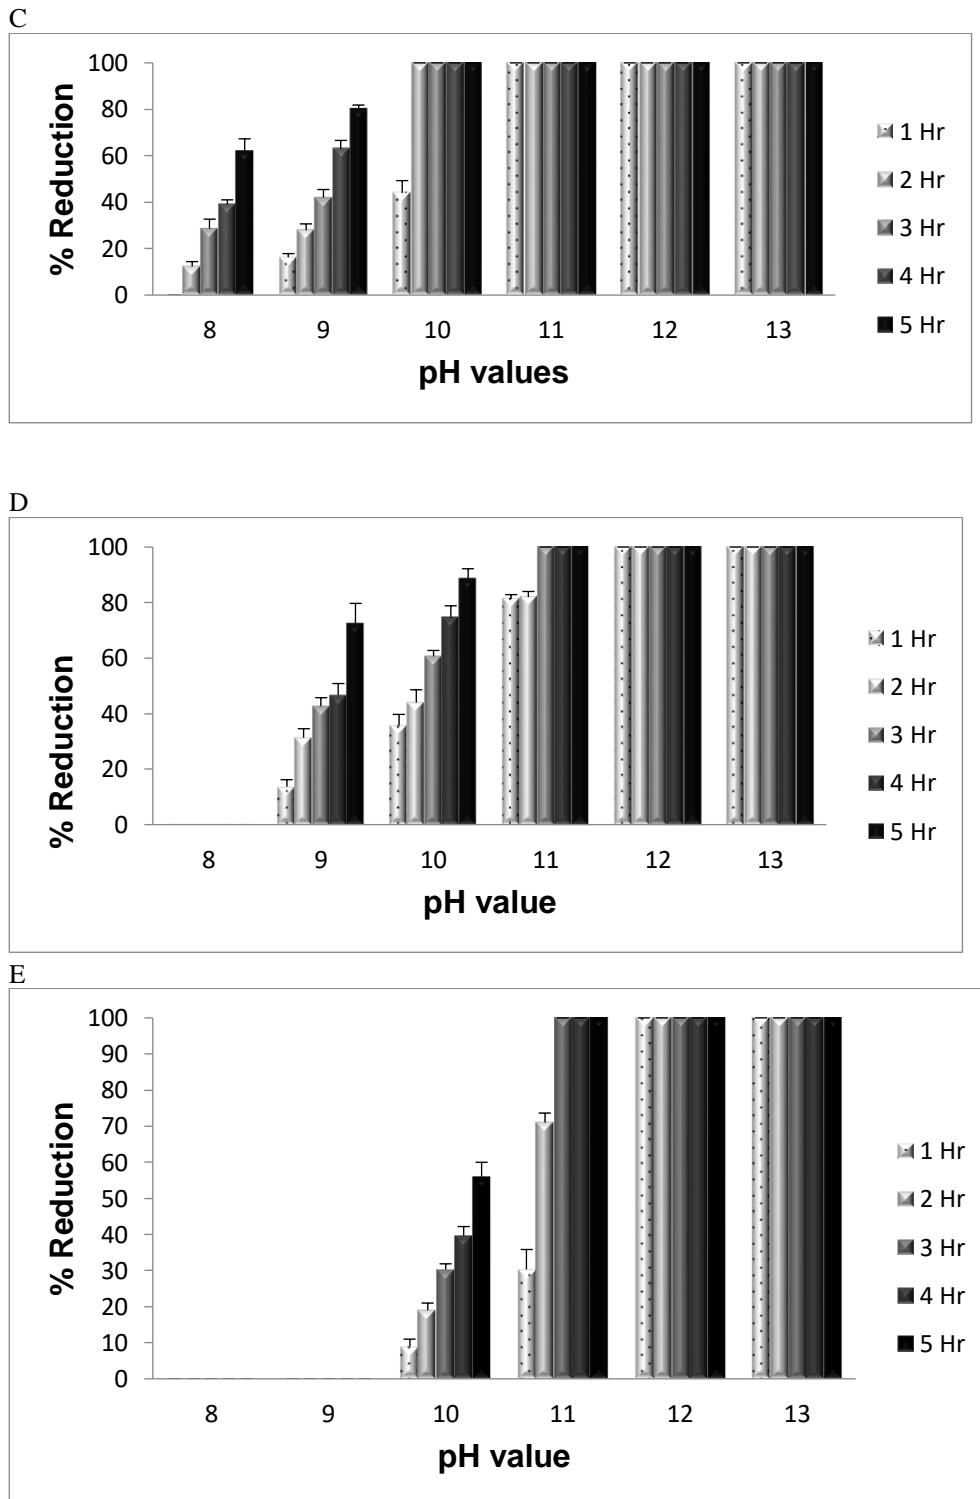 C
% Reduction
100
80
60
40
20
0
8 9 10 11 12 13
pH values
1 Hr
2 Hr
3 Hr
4 Hr
5 Hr
D
% Reduction
100
80
60
40
20
0
8 9 10 11 12 13
pH value
1 Hr
2 Hr
3 Hr
4 Hr
5 Hr
E
% Reduction
100
90
80
70
60
50
40
30
20
10
0
8 9 10 11 12 13
pH value
1 Hr
2 Hr
3 Hr
4 Hr
5 Hr